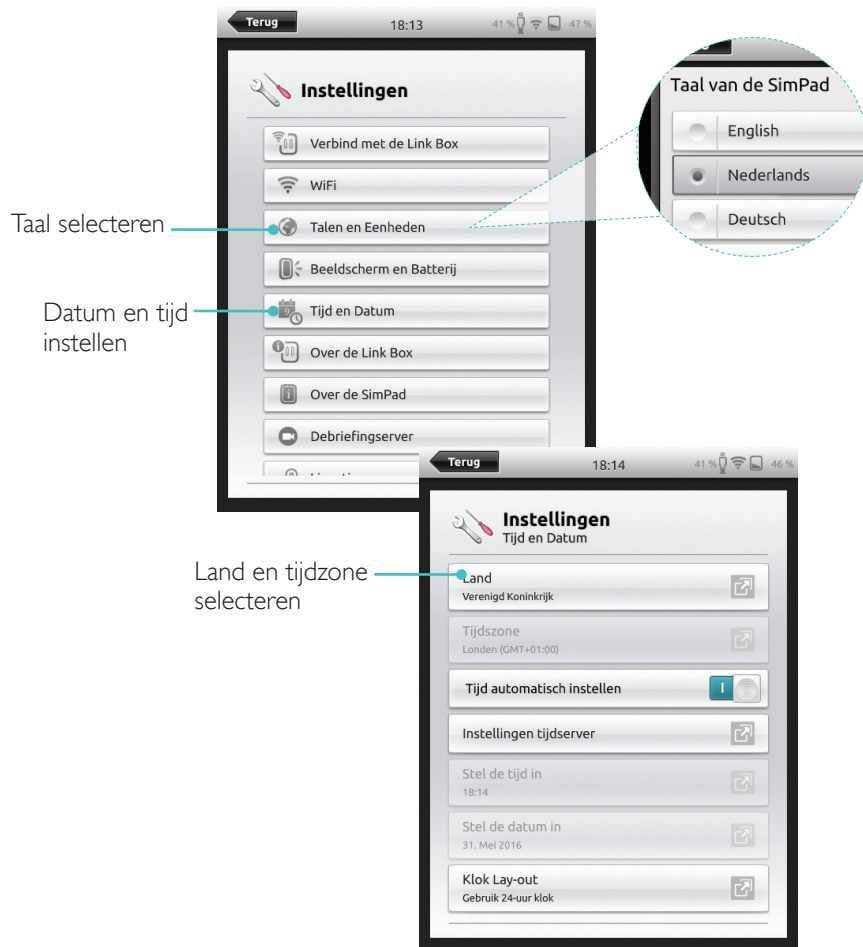 Terug
18:13
41 %
47 %
Instellingen
Verbind met de Link Box
WiFi
Talen en Eenheden
Beeldscherm en Batterij
Tijd en Datum
Over de Link Box
Over de SimPad
Debriefingserver
Taal van de SimPad
English
Nederlands
Deutsch
Taal selecteren
Datum en tijd
instellen
Terug
18:14
41 %
46 %
Instellingen
Tijd en Datum
Land
Verenigd Koninkrijk
Tijdszone
Londen (GMT+01:00)
Tijd automatisch instellen
I
Instellingen tijdserver
Stel de tijd in
18:14
Stel de datum in
31. Mei 2016
Klok Lay-out
Gebruik 24-uur klok
Land en tijdzone
selecteren